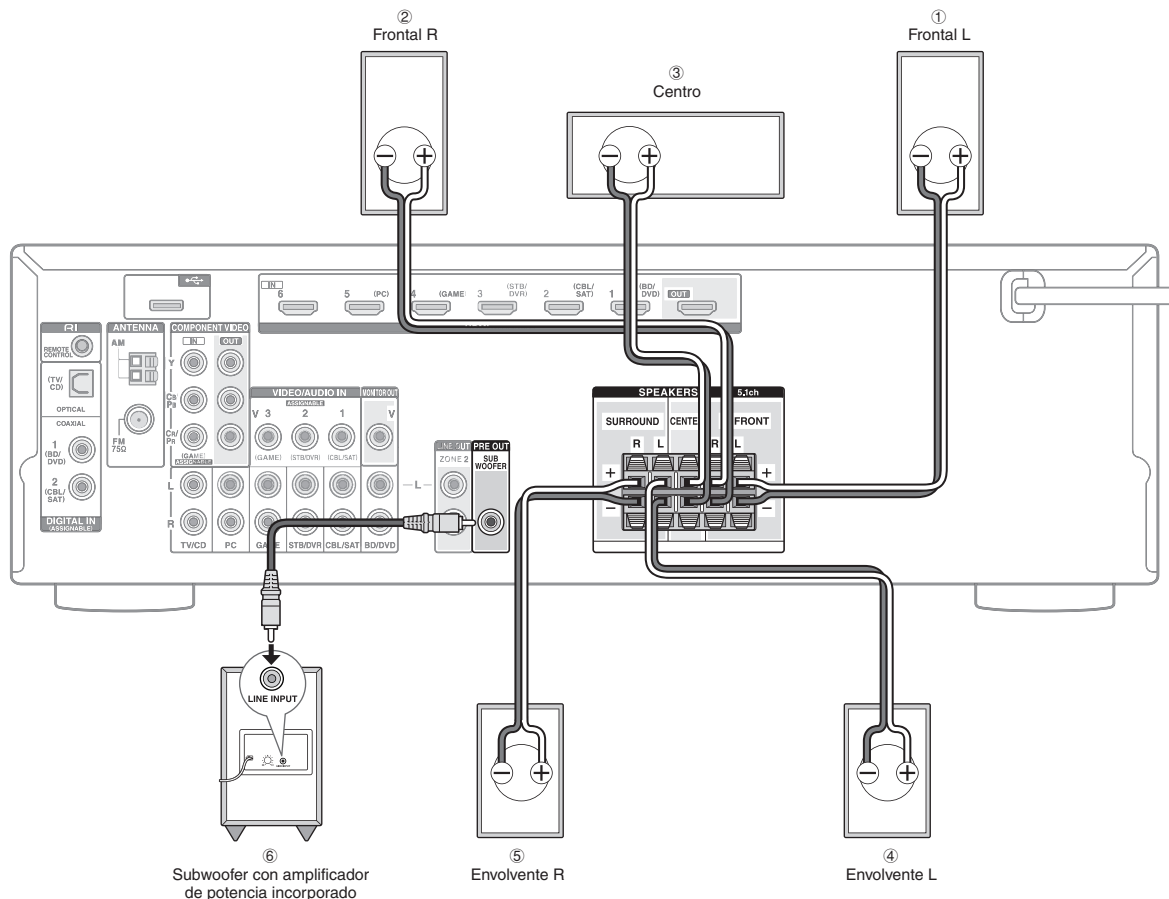 ②
Frontal R
①
Frontal L
③
Centro
IN
6
5 (PC)
4 (GAME)
3 (STB/DVR)
2 (CBL/SAT)
1 (BD/DVD)
OUT
RI
REMOTE CONTROL
(TV/CD)
OPTICAL
COAXIAL
1
(BD/DVD)
2
(CBL/SAT)
DIGITAL IN
(ASSIGNABLE)
ANTENNA
AM
FM
75Ω
COMPONENT VIDEO
IN
OUT
Y
CB/PB
CR/PR
(GAME)
ASSIGNABLE
L
R
TV/CD
PC
GAME
STB/DVR
CBL/SAT
BD/DVD
VIDEO/AUDIO IN
ASSIGNABLE
V 3 2 1
(GAME) (STB/DVR) (CBL/SAT)
MONITOR OUT
V
L
LINE OUT
ZONE 2
PRE OUT
SUB
WOOFER
SPEAKERS
5.1ch
SURROUND
CENTER
FRONT
R L
R L
+ +
− −
LINE INPUT
⑥
Subwoofer con amplificador
de potencia incorporado
⑤
Envolvente R
④
Envolvente L